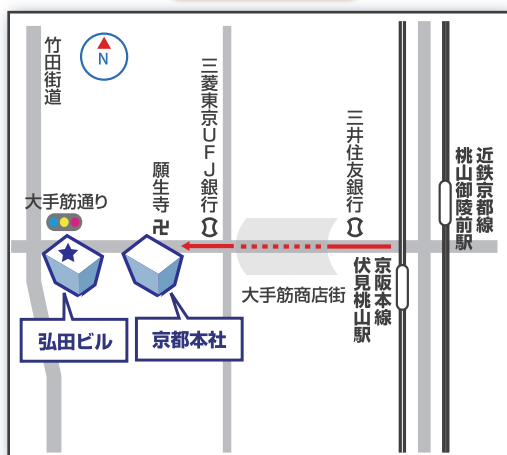 竹田街道
N
三菱東京UFJ銀行
三井住友銀行
近鉄京都線
桃山御陵前駅
願生寺
卍
大手筋通り
京阪本線
伏見桃山駅
大手筋商店街
弘田ビル
京都本社